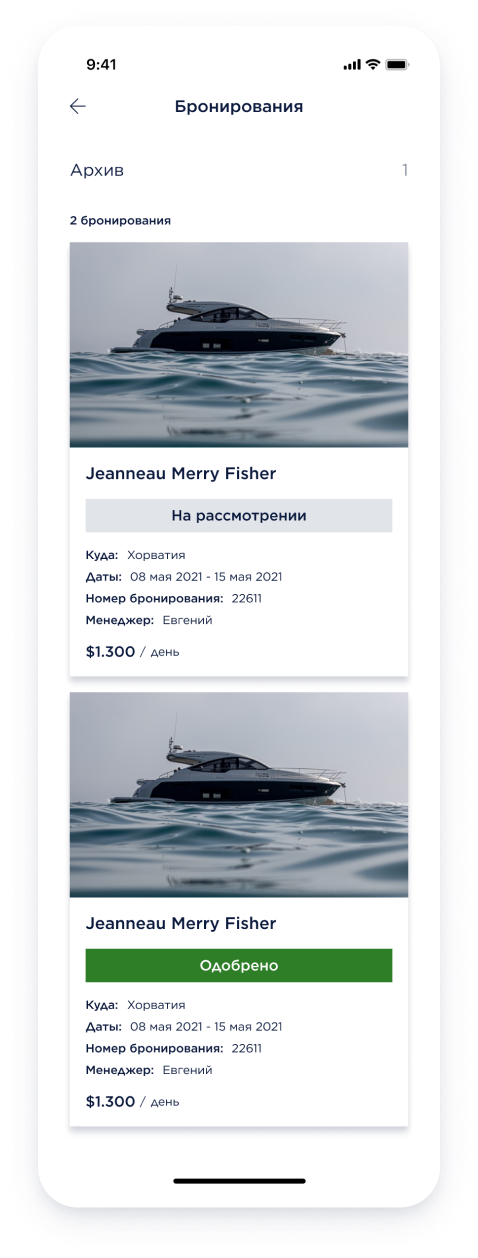 9:41
Бронирования
Архив 1
2 бронирования
Jeanneau Merry Fisher
На рассмотрении
Куда: Хорватия
Даты: 08 мая 2021 - 15 мая 2021
Номер бронирования: 22611
Менеджер: Евгений
$1.300 / день
Jeanneau Merry Fisher
Одобрено
Куда: Хорватия
Даты: 08 мая 2021 - 15 мая 2021
Номер бронирования: 22611
Менеджер: Евгений
$1.300 / день